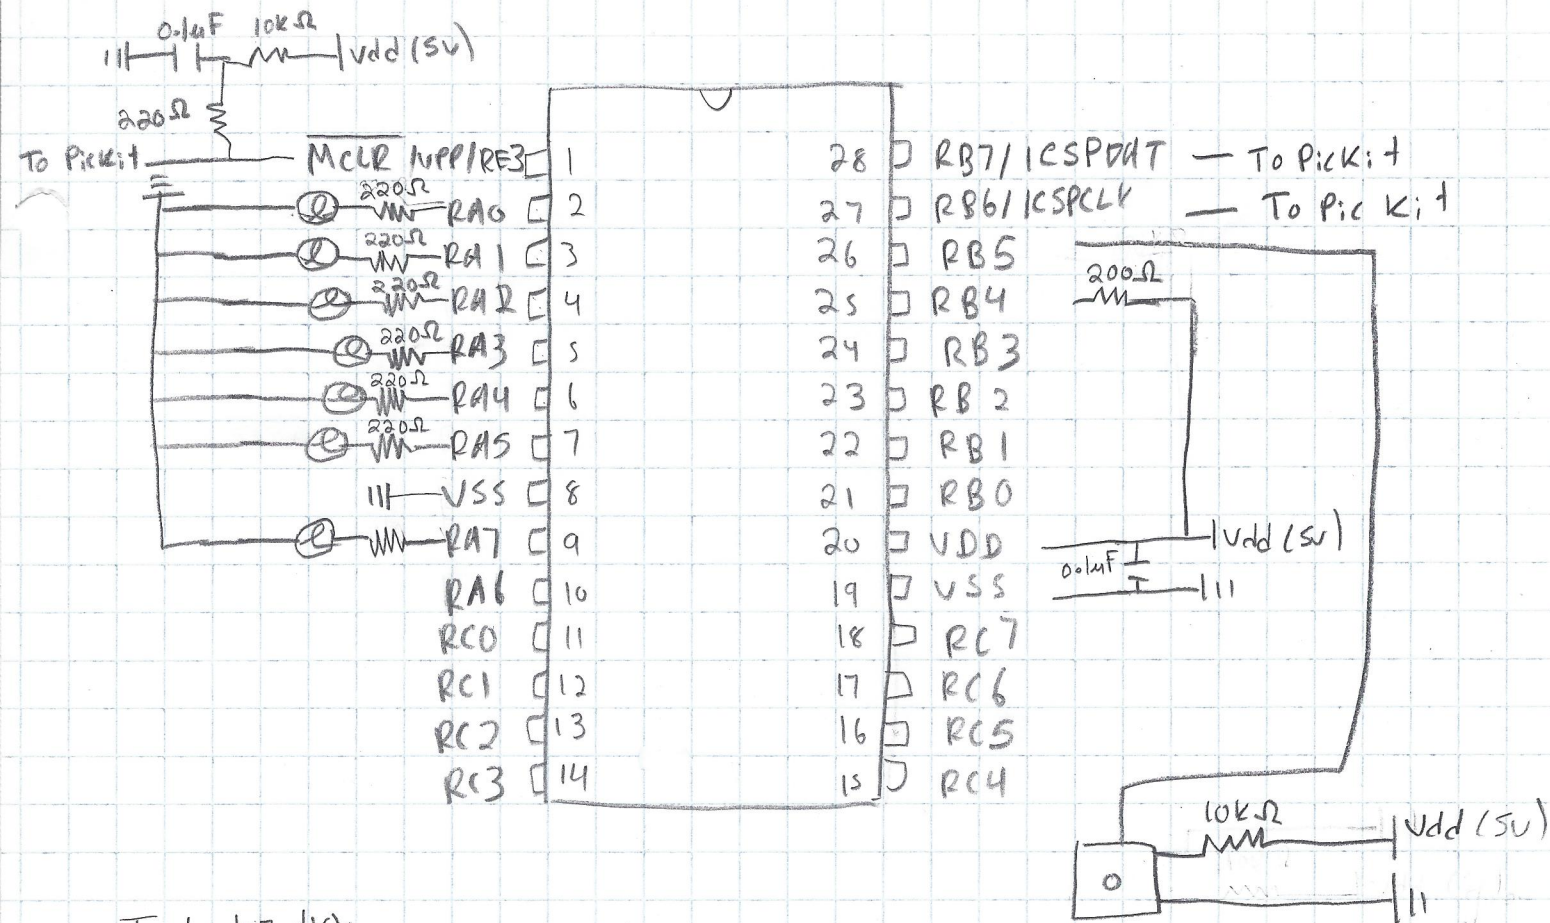 0.1uF 10KΩ
Vdd (5v)
220Ω
To Pickit MCLR /VPP/RE3 1 28 RB7/ICSPDAT — To Pickit
220Ω RA0 2 27 RB6/ICSPCLK — To Pic Kit
220Ω RA1 3 26 RB5
220Ω RA2 4 25 RB4 200Ω
220Ω RA3 5 24 RB3
220Ω RA4 6 23 RB2
220Ω RA5 7 22 RB1
VSS 8 21 RB0
RA7 9 20 VDD Vdd (5v)
0.1uF
RA6 10 19 VSS
RC0 11 18 RC7
RC1 12 17 RC6
RC2 13 16 RC5
RC3 14 15 RC4
10KΩ Vdd (5v)